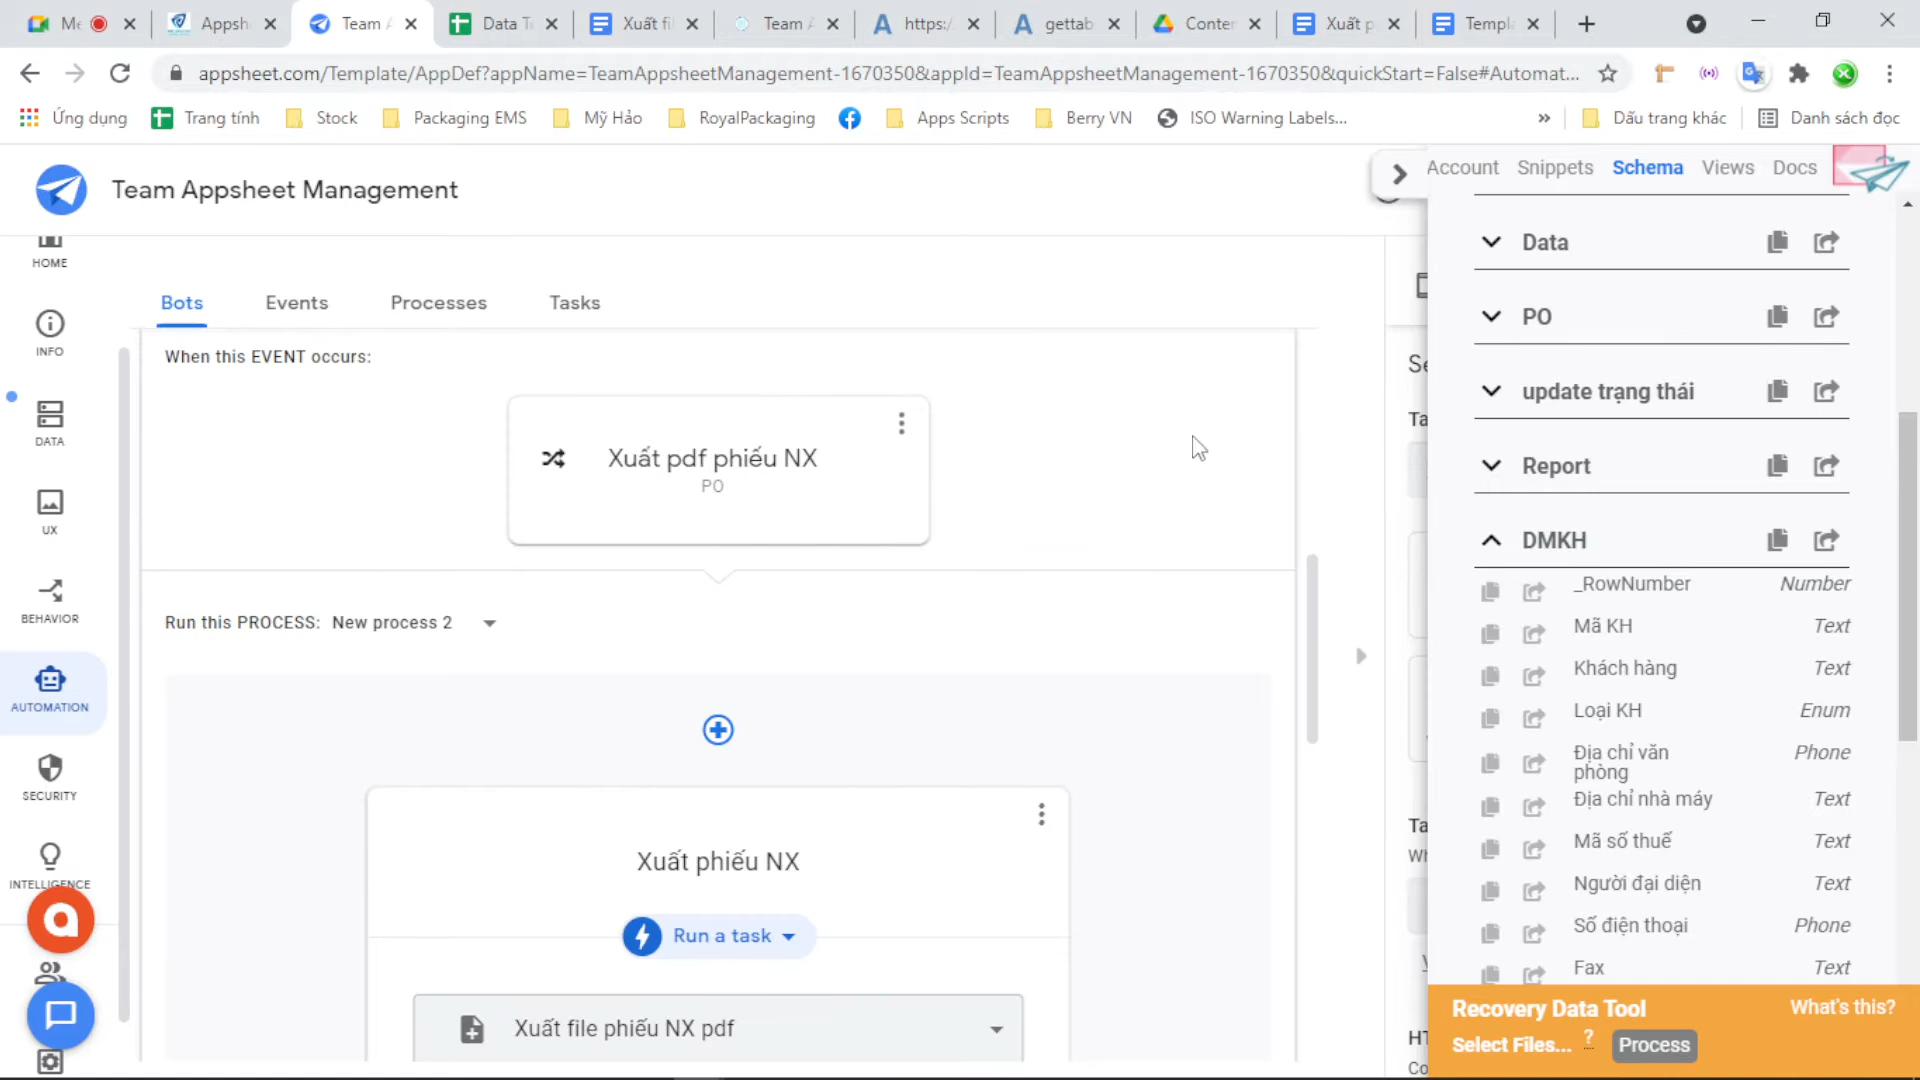 Me
Appsh
Team A
Data T
Xuất fi
Team A
https:/
gettab
Conter
Xuất p
Templa
appsheet.com/Template/AppDef?appName=TeamAppsheetManagement-1670350&appId=TeamAppsheetManagement-1670350&quickStart=False#Automat...
Ứng dụng
Trang tính
Stock
Packaging EMS
Mỹ Hảo
RoyalPackaging
Apps Scripts
Berry VN
ISO Warning Labels...
»
Dấu trang khác
Danh sách đọc
Team Appsheet Management
Account Snippets Schema Views Docs
HOME
INFO
DATA
UX
BEHAVIOR
AUTOMATION
SECURITY
INTELLIGENCE
Bots Events Processes Tasks
When this EVENT occurs:
Xuất pdf phiếu NX
PO
Run this PROCESS: New process 2
Xuất phiếu NX
Run a task
Xuất file phiếu NX pdf
Se
Ta
Ta
Wh
HT
Co
Data
PO
update trạng thái
Report
DMKH
_RowNumber Number
Mã KH Text
Khách hàng Text
Loại KH Enum
Địa chỉ văn phòng Phone
Địa chỉ nhà máy Text
Mã số thuế Text
Người đại diện Text
Số điện thoại Phone
Fax Text
Recovery Data Tool What's this?
Select Files... ? Process